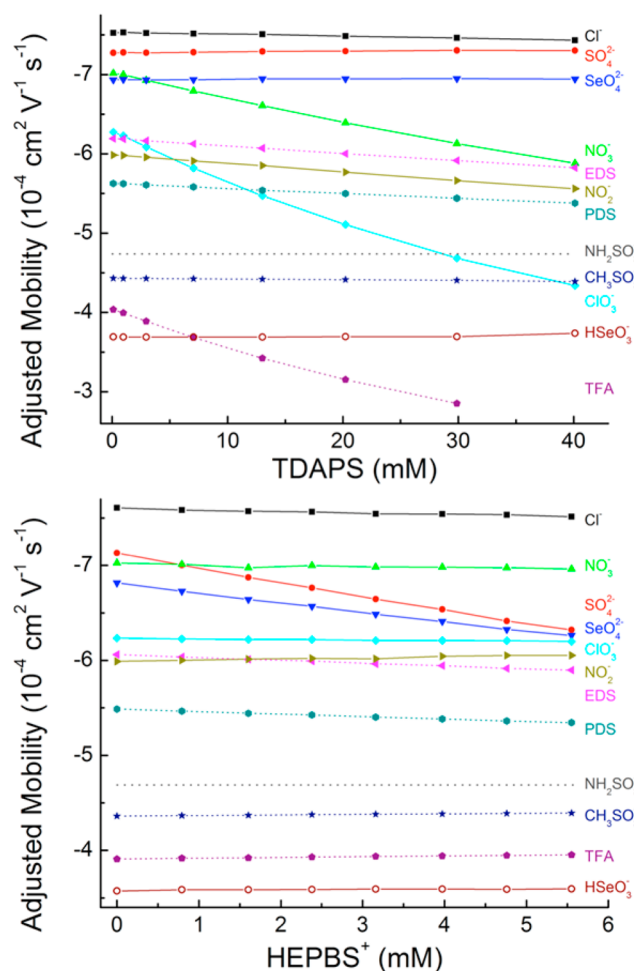 Adjusted Mobility (10⁻⁴ cm² V⁻¹ s⁻¹)
-7
-6
-5
-4
-3
Cl⁻
SO₄²⁻
SeO₄²⁻
NO₃⁻
EDS
NO₂⁻
PDS
NH₂SO
CH₃SO
ClO₃⁻
HSeO₃⁻
TFA
0
10
20
30
40
TDAPS (mM)
Adjusted Mobility (10⁻⁴ cm² V⁻¹ s⁻¹)
-7
-6
-5
-4
Cl⁻
NO₃⁻
SO₄²⁻
SeO₄²⁻
ClO₃⁻
NO₂⁻
EDS
PDS
NH₂SO
CH₃SO
TFA
HSeO₃⁻
0
1
2
3
4
5
6
HEPBS⁺ (mM)